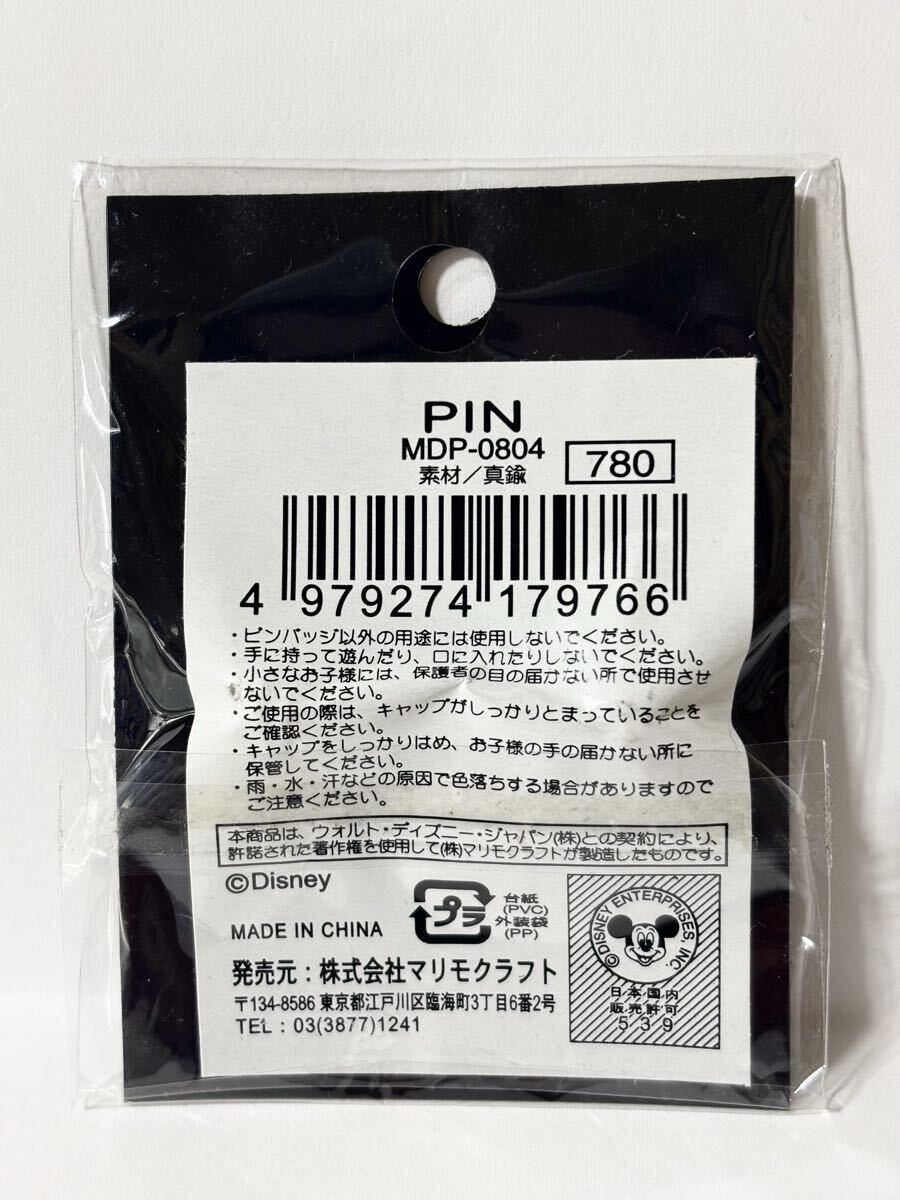 PIN
MDP-0804
素材／真鍮
780
4 979274 179766
・ピンバッジ以外の用途には使用しないでください。
・手に持って遊んだり、口に入れたりしないでください。
・小さなお子様には、保護者の目の届かない所で使用させ
ないでください。
・ご使用の際は、キャップがしっかりとまっていることを
ご確認ください。
・キャップをしっかりはめ、お子様の手の届かない所に
保管してください。
・雨・水・汗などの原因で色落ちする場合がありますので
ご注意ください。
本商品は、ウォルト・ディズニー・ジャパン(株)との契約により、
許諾された著作権を使用して(株)マリモクラフトが製造したものです。
©Disney
MADE IN CHINA
プラ
台紙
(PVC)
外装袋
(PP)
発売元：株式会社マリモクラフト
〒134-8586 東京都江戸川区臨海町3丁目6番2号
TEL：03(3877)1241
©DISNEY ENTERPRISES, INC.
日本国内
販売許可
539